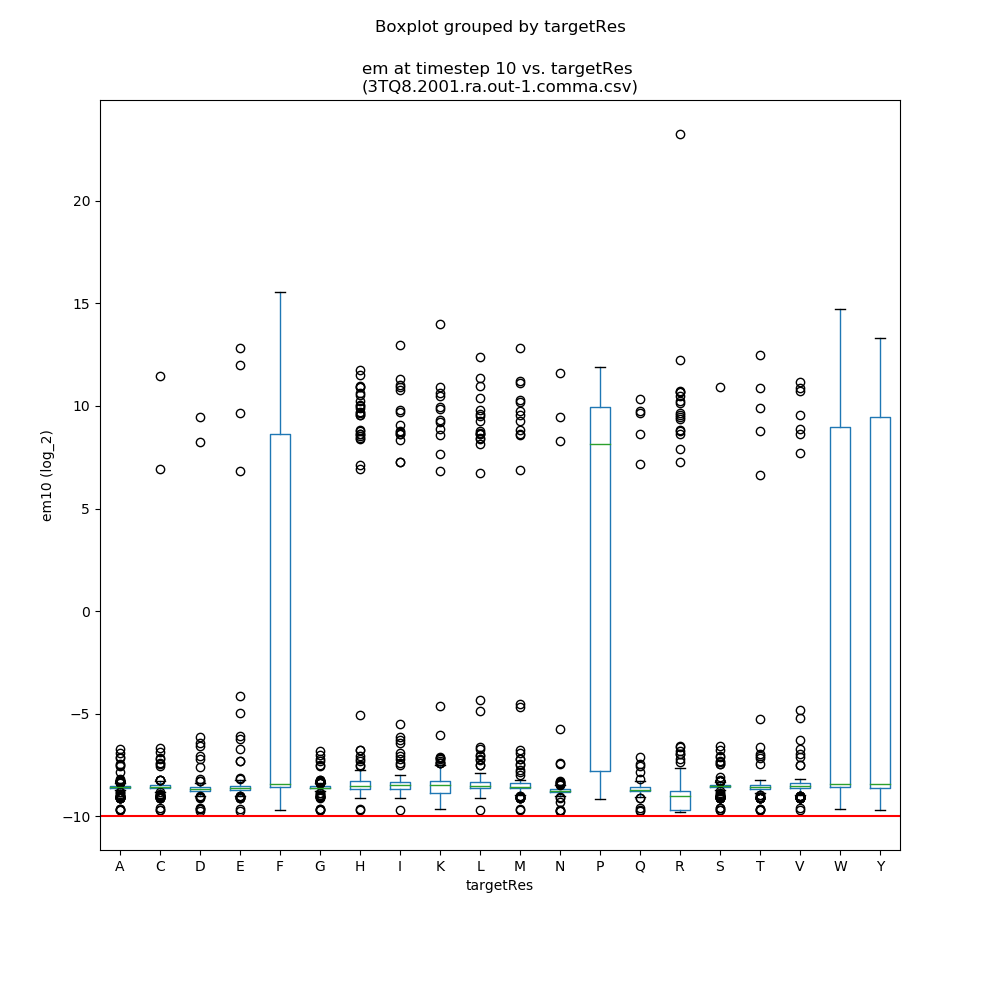 Boxplot grouped by targetRes
em at timestep 10 vs. targetRes
(3TQ8.2001.ra.out-1.comma.csv)
20
15
10
5
0
−5
−10
em10 (log_2)
A C D E F G H I K L M N P Q R S T V W Y
targetRes